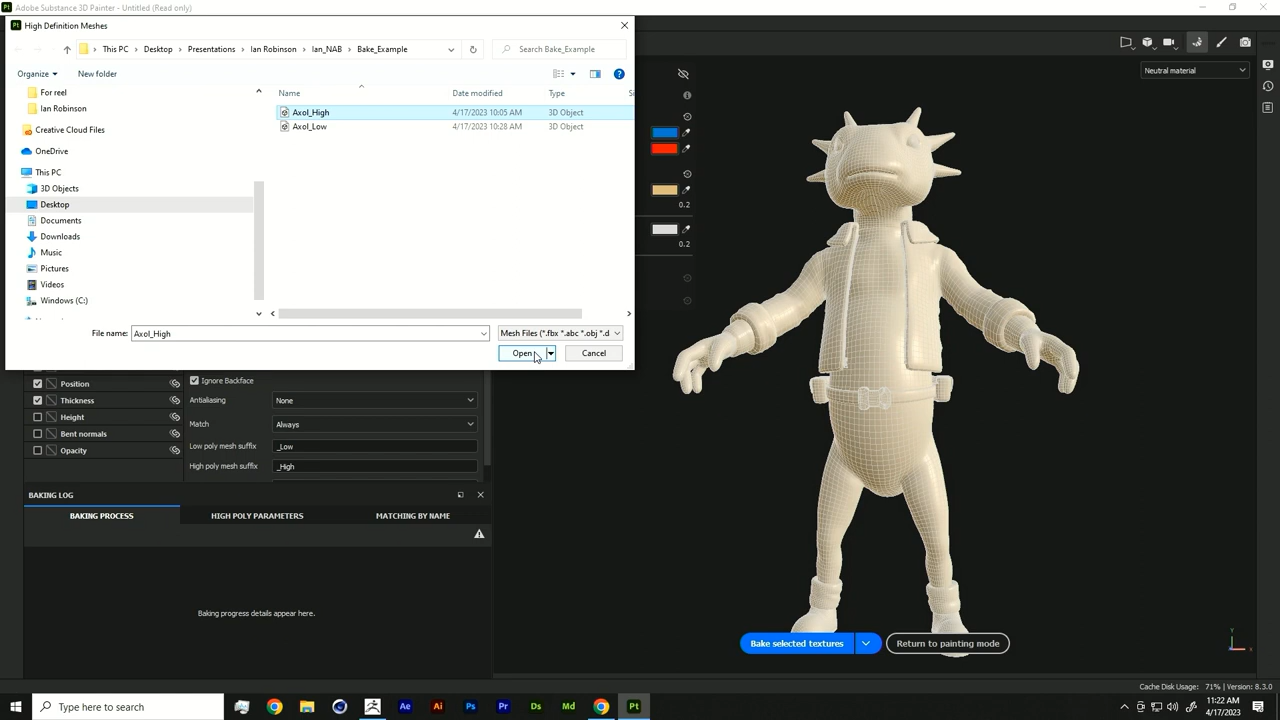 Adobe Substance 3D Painter - Untitled (Read only)
High Definition Meshes
This PC > Desktop > Presentations > Ian Robinson > Ian_NAB > Bake_Example
Search Bake_Example
Organize
New folder
Name Date modified Type
Axol_High 4/17/2023 10:05 AM 3D Object
Axol_Low 4/17/2023 10:28 AM 3D Object
For reel
Ian Robinson
Creative Cloud Files
OneDrive
This PC
3D Objects
Desktop
Documents
Downloads
Music
Pictures
Videos
Windows (C:)
File name: Axol_High
Mesh Files (*.fbx *.abc *.obj *.d
Open
Cancel
Neutral material
0.2
0.2
Position
Thickness
Height
Bent normals
Opacity
Ignore Backface
Antialiasing None
Match Always
Low poly mesh suffix _Low
High poly mesh suffix _High
BAKING LOG
BAKING PROCESS HIGH POLY PARAMETERS MATCHING BY NAME
Baking progress details appear here.
Bake selected textures
Return to painting mode
Y
X
Cache Disk Usage: 71% | Version: 8.3.0
Type here to search
Ae Ai Ps Pr Ds Md Pt
11:22 AM
4/17/2023